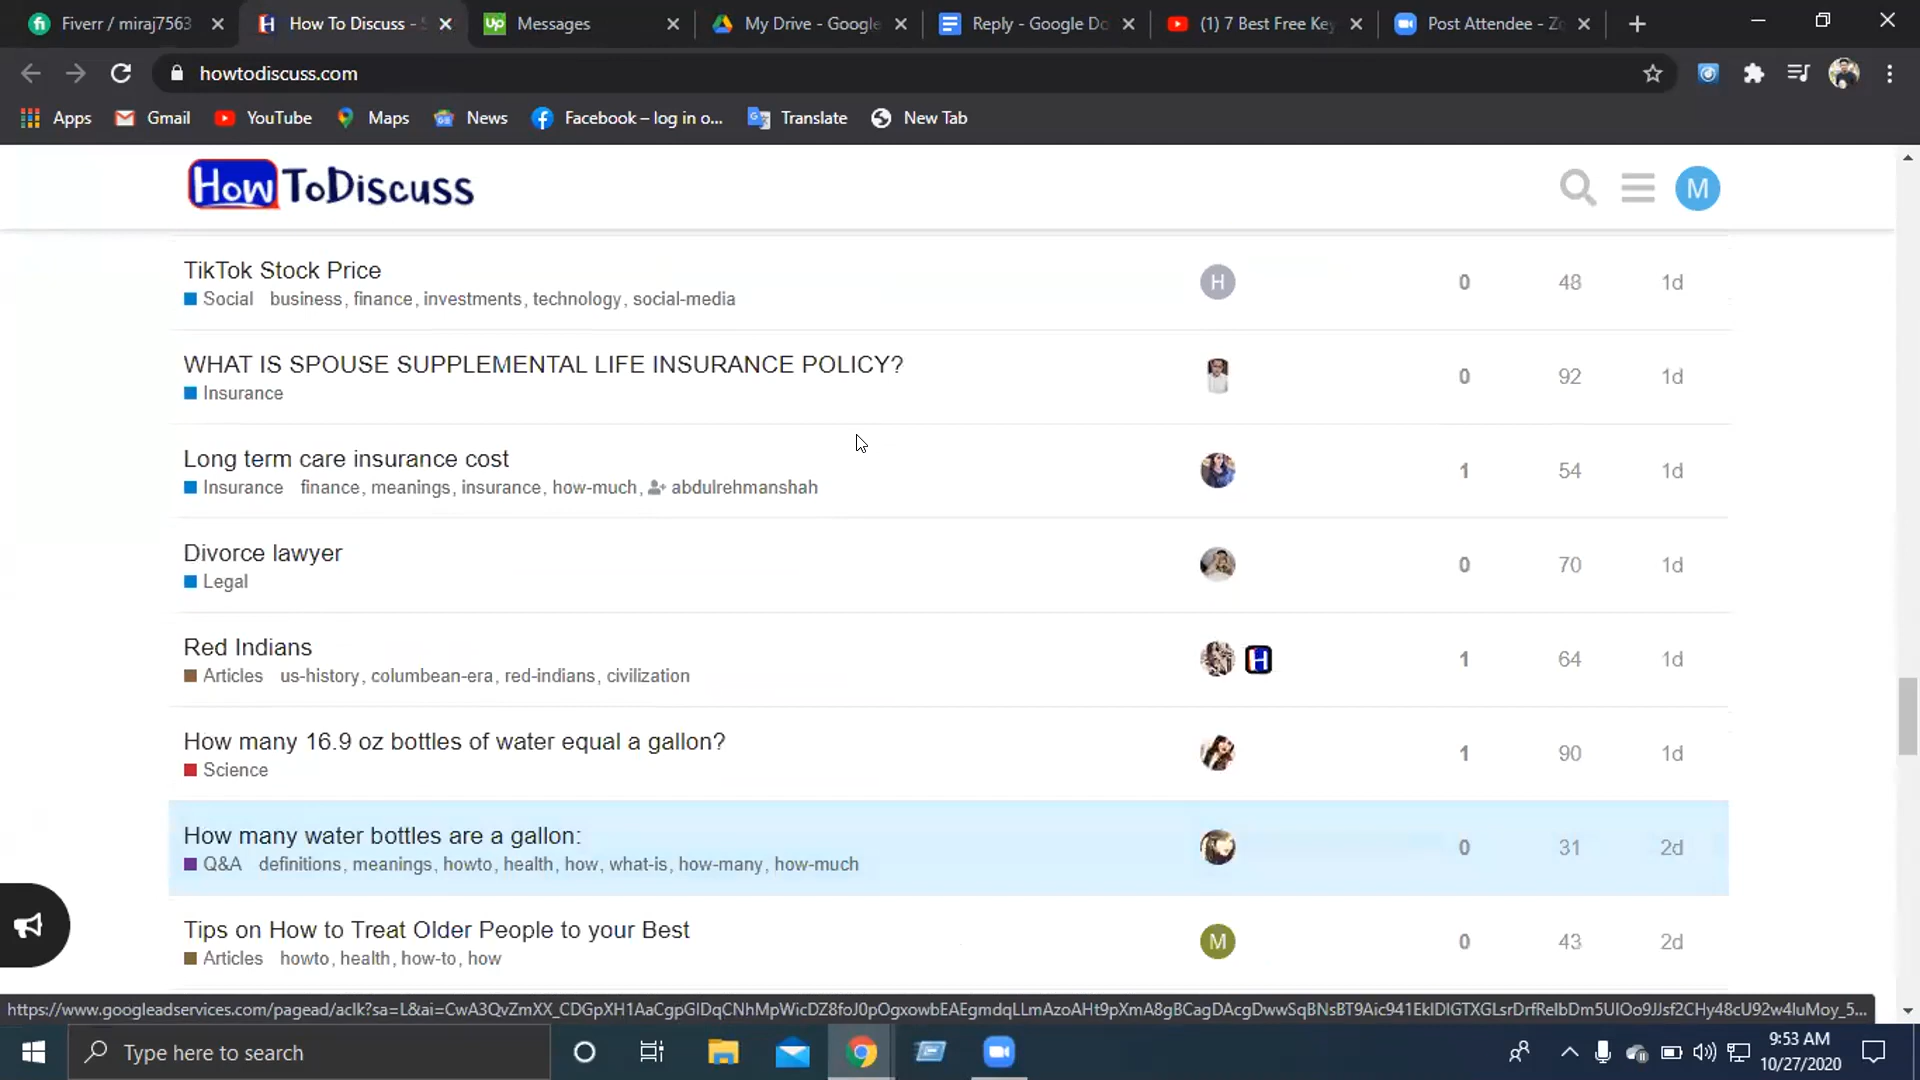 Fiverr / miraj7563
How To Discuss -
Up Messages
My Drive - Google
Reply - Google Do
(1) 7 Best Free Key
Post Attendee - Zo
howtodiscuss.com
Apps
Gmail
YouTube
Maps
News
Facebook – log in o...
Translate
New Tab
How ToDiscuss
M
TikTok Stock Price
H 0 48 1d
Social business, finance, investments, technology, social-media
WHAT IS SPOUSE SUPPLEMENTAL LIFE INSURANCE POLICY?
0 92 1d
Insurance
Long term care insurance cost
1 54 1d
Insurance finance, meanings, insurance, how-much, abdulrehmanshah
Divorce lawyer
0 70 1d
Legal
Red Indians
H 1 64 1d
Articles us-history, columbean-era, red-indians, civilization
How many 16.9 oz bottles of water equal a gallon?
1 90 1d
Science
How many water bottles are a gallon:
0 31 2d
Q&A definitions, meanings, howto, health, how, what-is, how-many, how-much
Tips on How to Treat Older People to your Best
M 0 43 2d
Articles howto, health, how-to, how
Type here to search
9:53 AM
10/27/2020